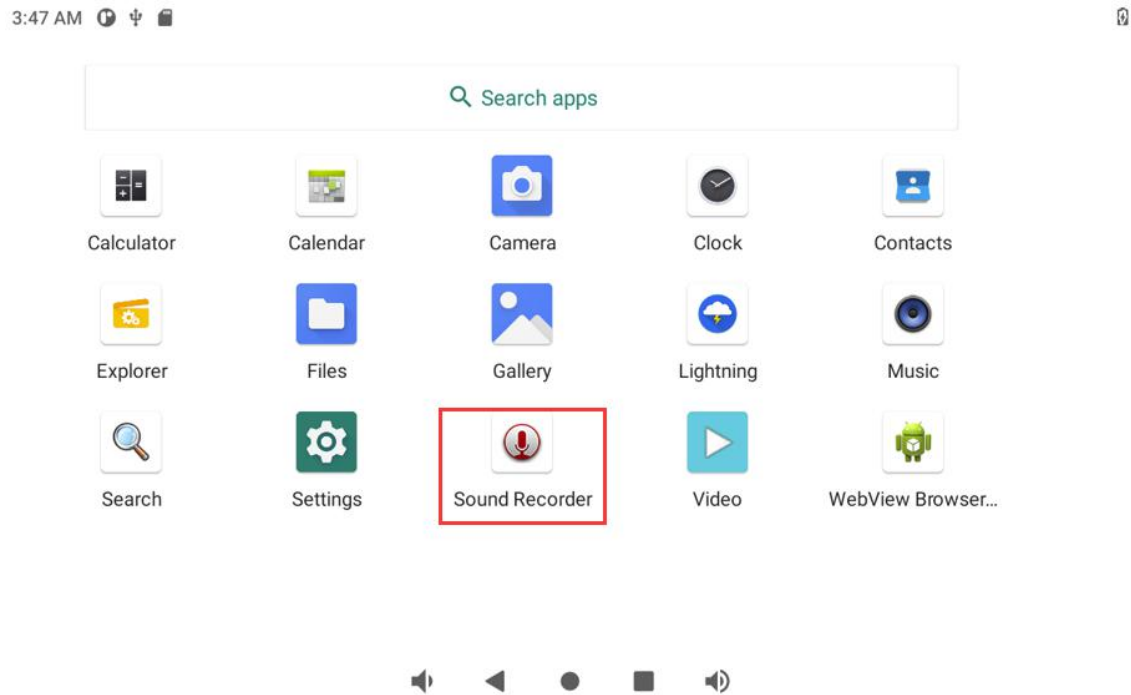 3:47 AM
Search apps
Calculator
Calendar
Camera
Clock
Contacts
Explorer
Files
Gallery
Lightning
Music
Search
Settings
Sound Recorder
Video
WebView Browser...